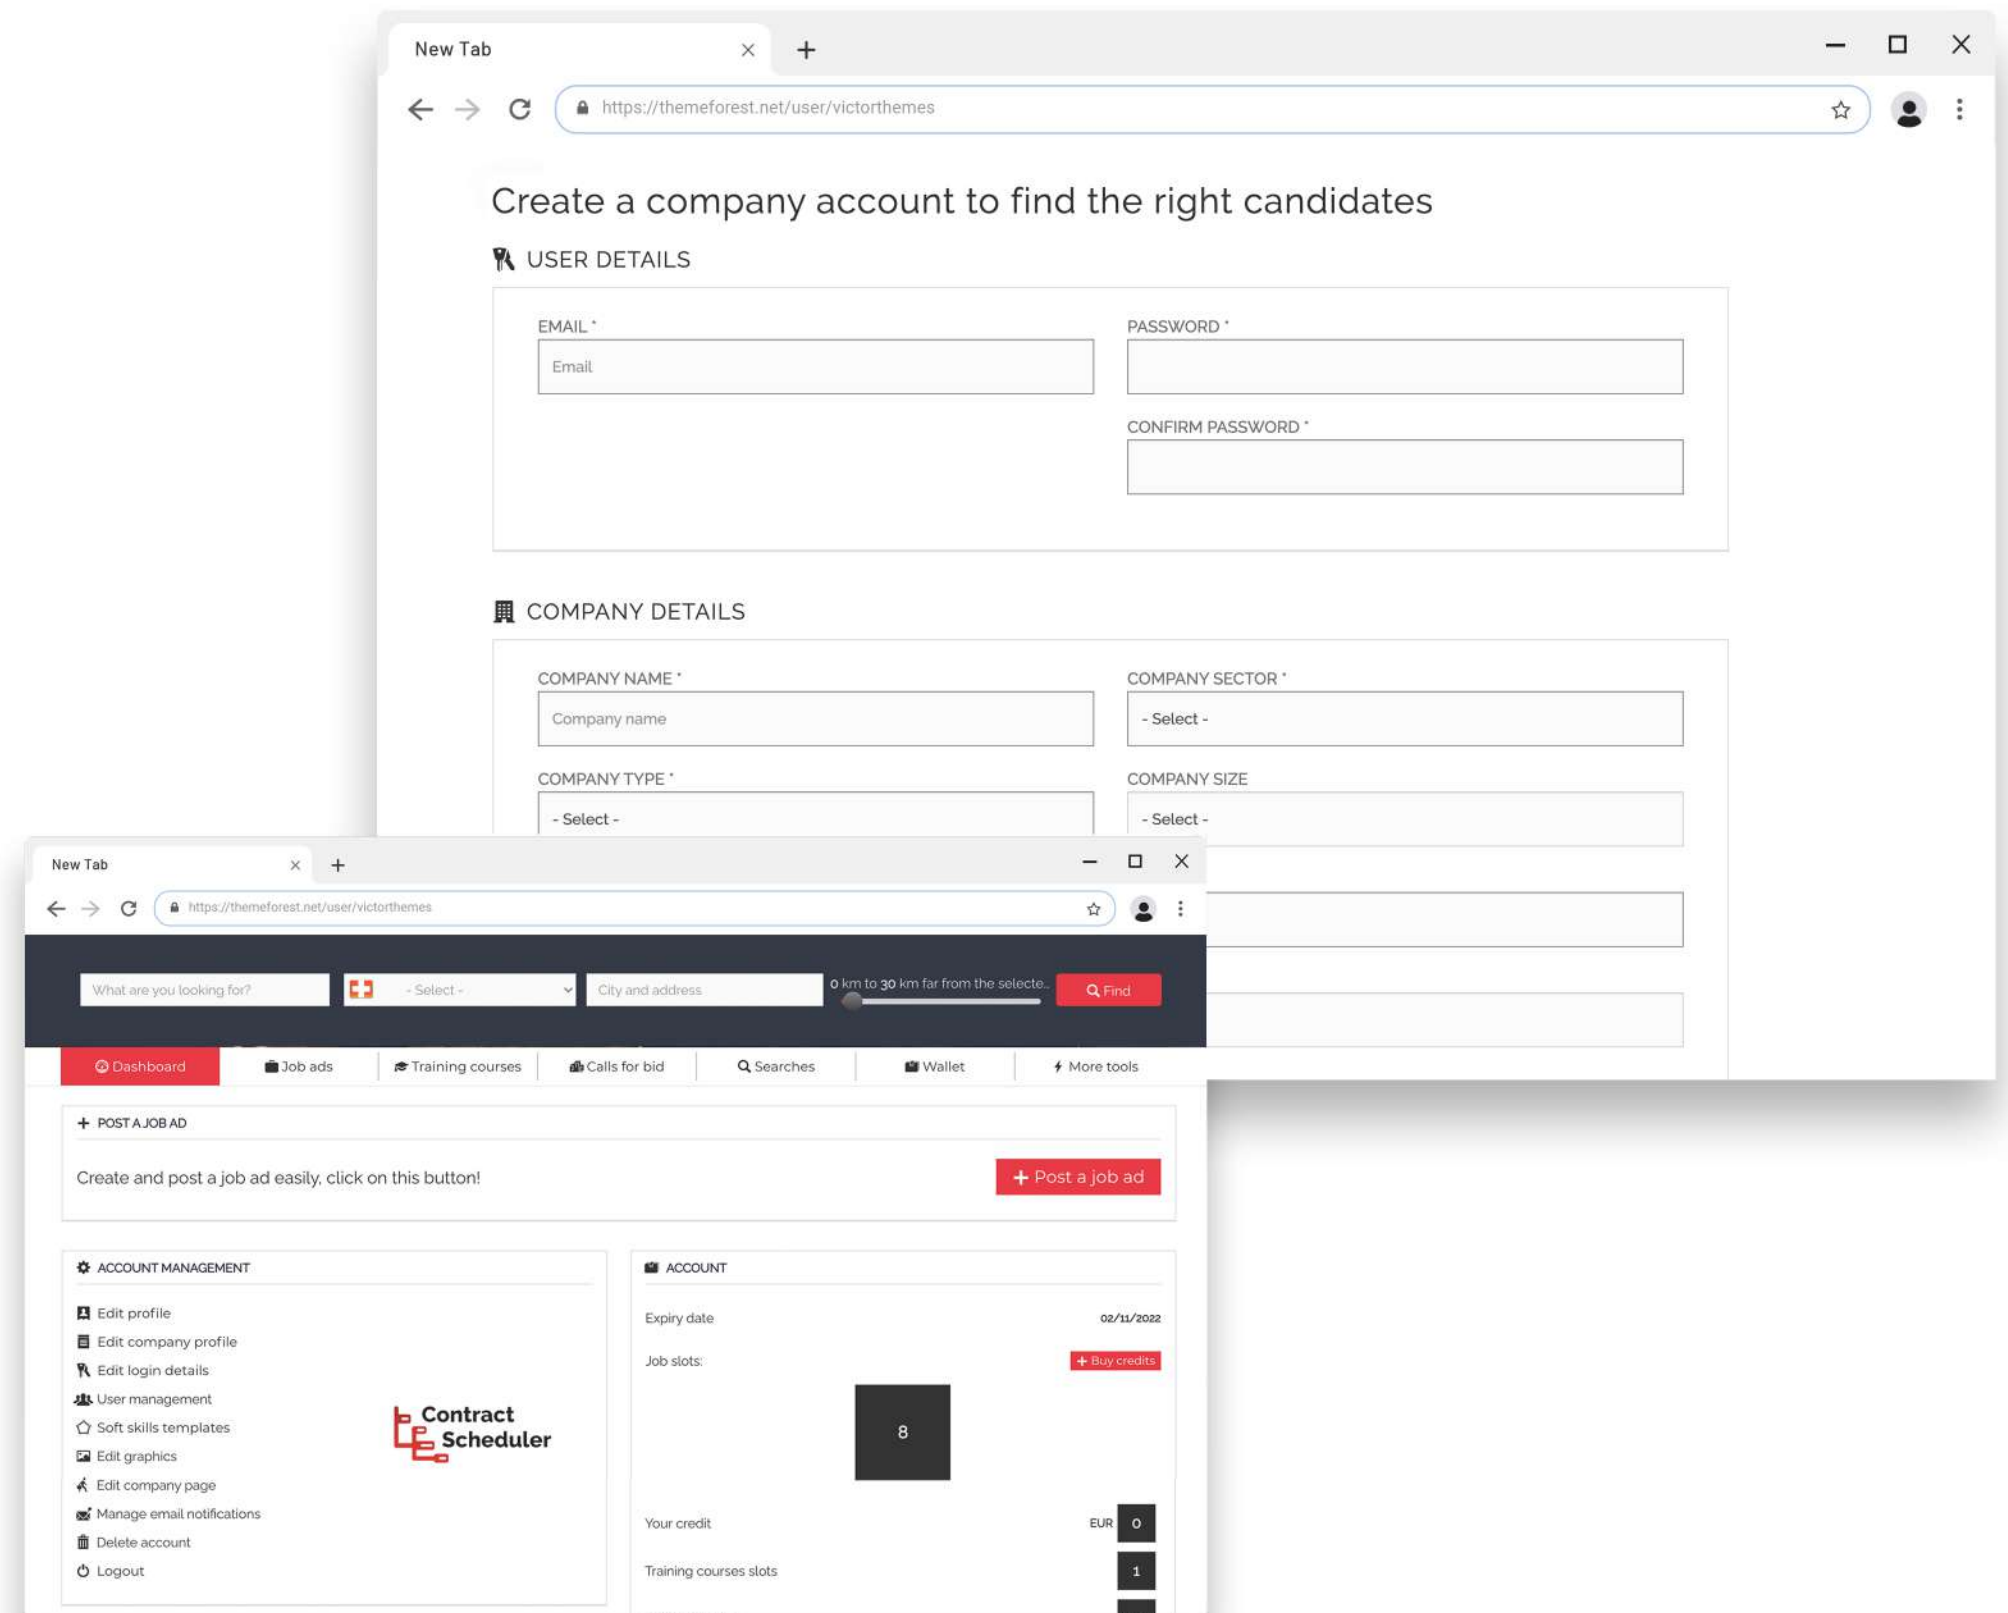 New Tab
https://themeforest.net/user/victorthemes
Create a company account to find the right candidates
USER DETAILS
EMAIL *
PASSWORD *
Email
CONFIRM PASSWORD *
COMPANY DETAILS
COMPANY NAME *
COMPANY SECTOR *
Company name
- Select -
COMPANY TYPE *
COMPANY SIZE
- Select -
- Select -
New Tab
https://themeforest.net/user/victorthemes
What are you looking for?
- Select -
City and address
0 km to 30 km far from the selecte...
Find
Dashboard
Job ads
Training courses
Calls for bid
Searches
Wallet
More tools
POST A JOB AD
Create and post a job ad easily, click on this button!
Post a job ad
ACCOUNT MANAGEMENT
Edit profile
Edit company profile
Edit login details
User management
Soft skills templates
Edit graphics
Edit company page
Manage email notifications
Delete account
Logout
Contract
Scheduler
ACCOUNT
Expiry date
02/11/2022
Job slots:
Buy credits
8
Your credit
EUR 0
Training courses slots
1